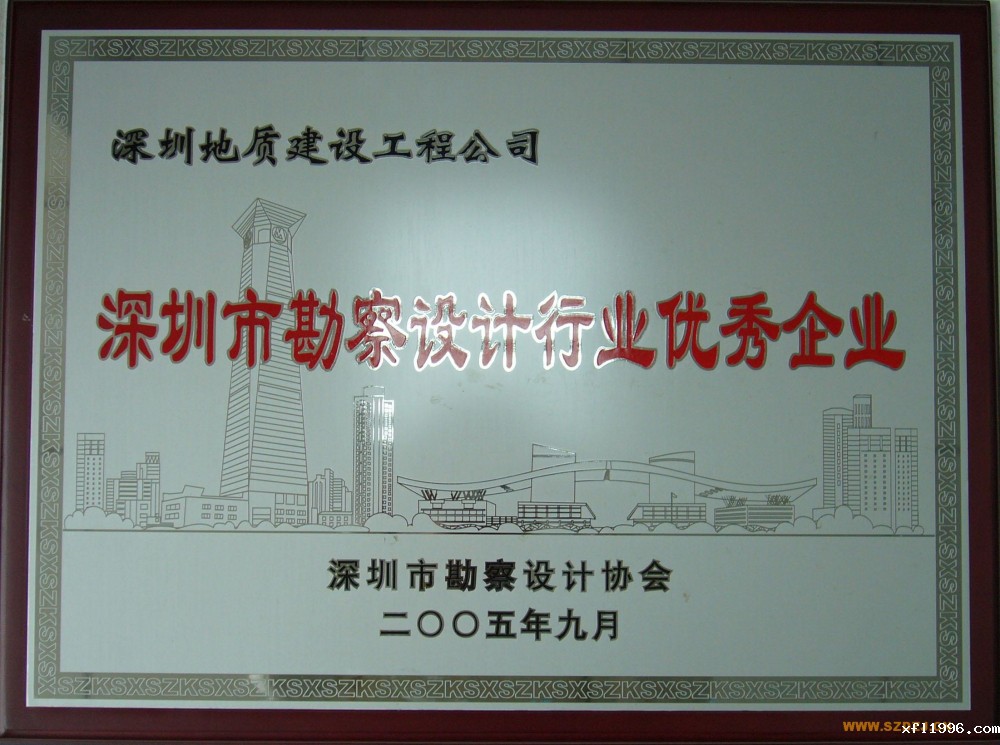 深圳地质建设工程公司
深圳市勘察设计行业优秀企业
深圳市勘察设计协会
二〇〇五年九月
xfl1996.com